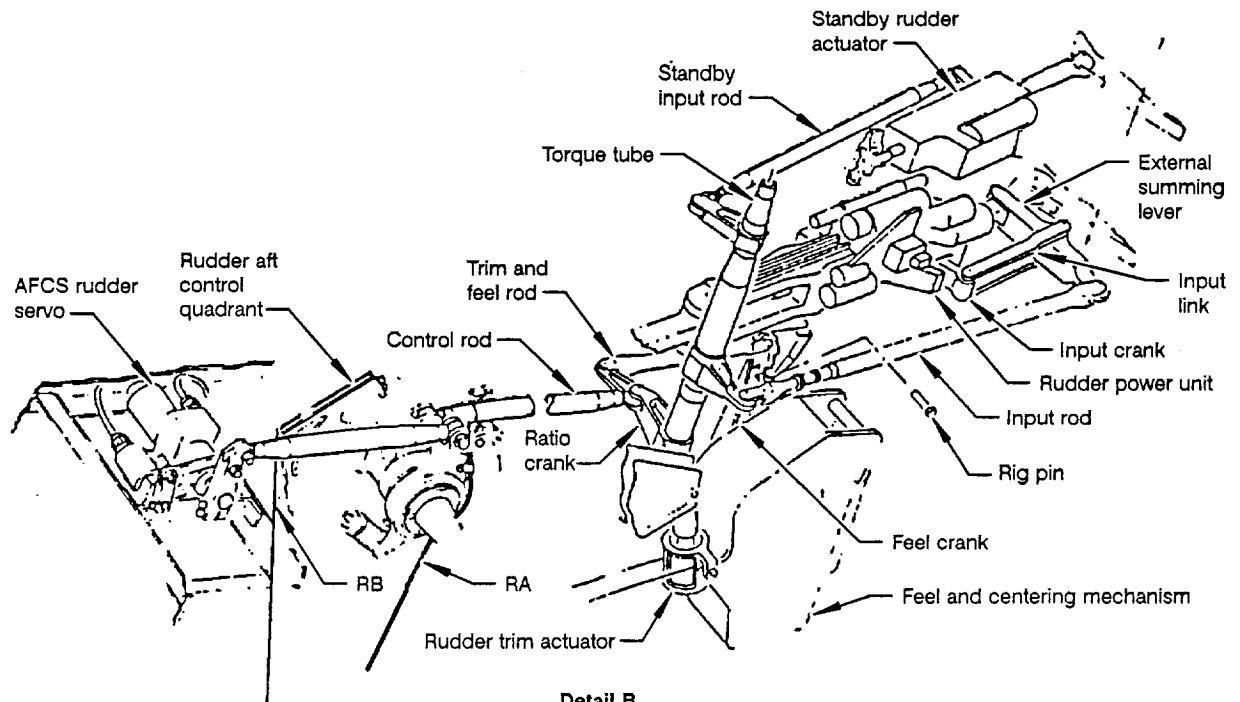 Standby rudder
actuator
Standby
input rod
Torque tube
External
summing
lever
Rudder aft
control
quadrant
Trim and
feel rod
AFCS rudder
servo
Input
link
Control rod
Input crank
Rudder power unit
Ratio
crank
Input rod
Rig pin
Feel crank
RB
RA
Feel and centering mechanism
Rudder trim actuator
Detail B